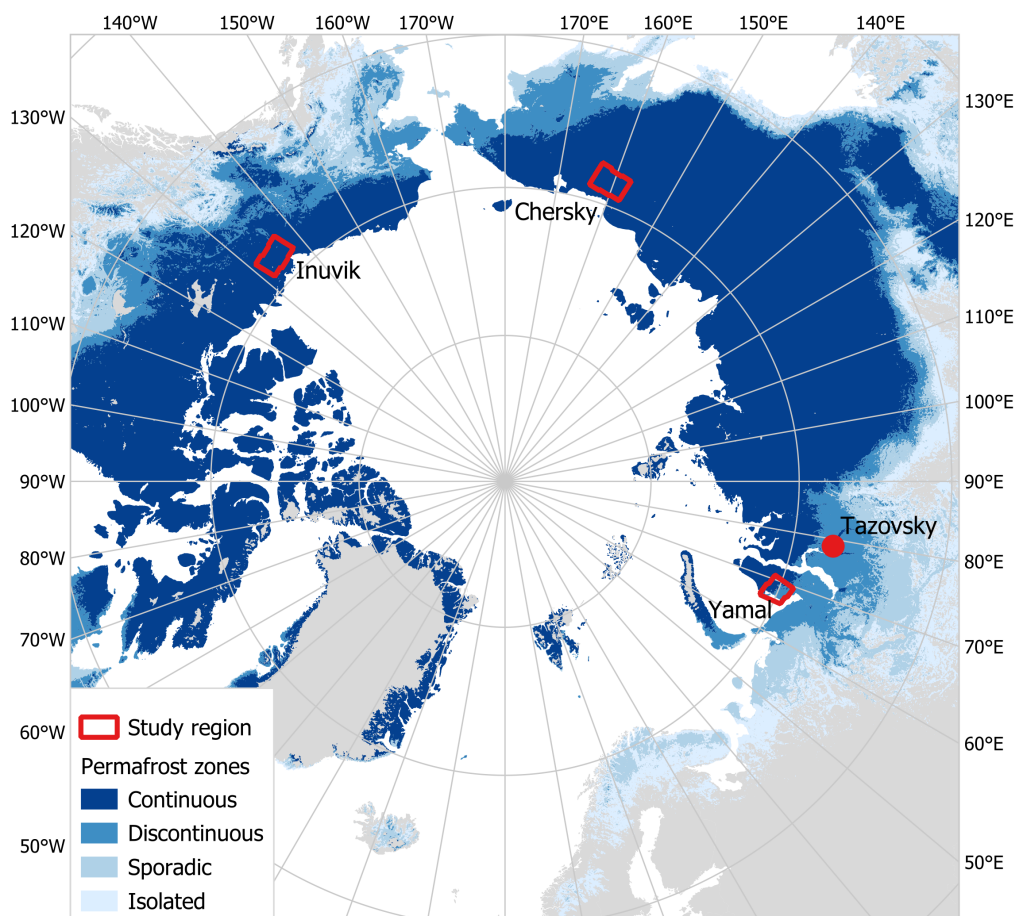 140°W 150°W 160°W 170°W 170°E 160°E 150°E 140°E
130°W 130°E
120°W 120°E
110°W 110°E
100°W 100°E
90°W 90°E
80°W 80°E
70°W 70°E
60°W 60°E
50°W 50°E
Chersky
Inuvik
Tazovsky
Yamal
Study region
Permafrost zones
Continuous
Discontinuous
Sporadic
Isolated